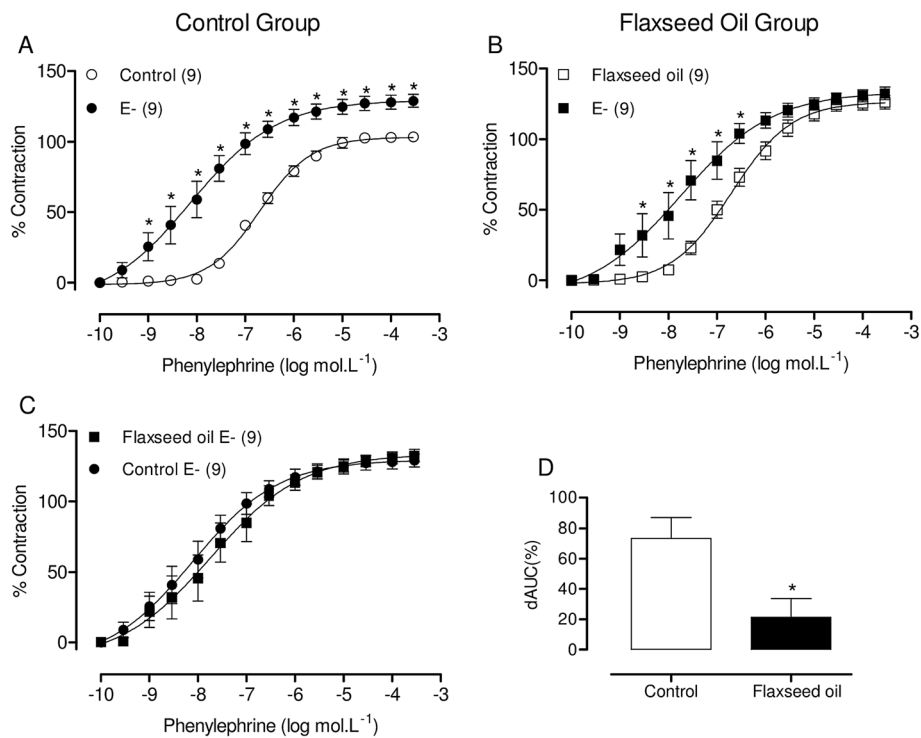 Control Group
Flaxseed Oil Group
A
B
Control (9)
E- (9)
* * * * * * * * * * * *
150
100
50
0
% Contraction
-10 -9 -8 -7 -6 -5 -4 -3
Phenylephrine (log mol.L-1)
Flaxseed oil (9)
E- (9)
* * * * *
150
100
50
0
% Contraction
-10 -9 -8 -7 -6 -5 -4 -3
Phenylephrine (log mol.L-1)
C
Flaxseed oil E- (9)
Control E- (9)
150
100
50
0
% Contraction
-10 -9 -8 -7 -6 -5 -4 -3
Phenylephrine (log mol.L-1)
D
100
80
60
40
20
0
dAUC(%)
*
Control Flaxseed oil